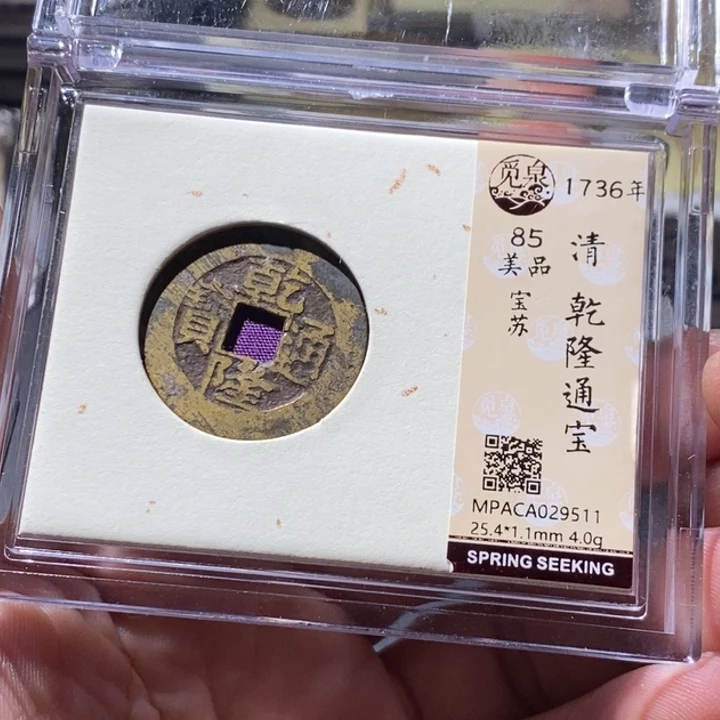 乾隆通寳
觅泉
1736年
85
美品
宝苏
清 乾隆通宝
MPACA029511
25.4*1.1mm 4.0g
SPRING SEEKING